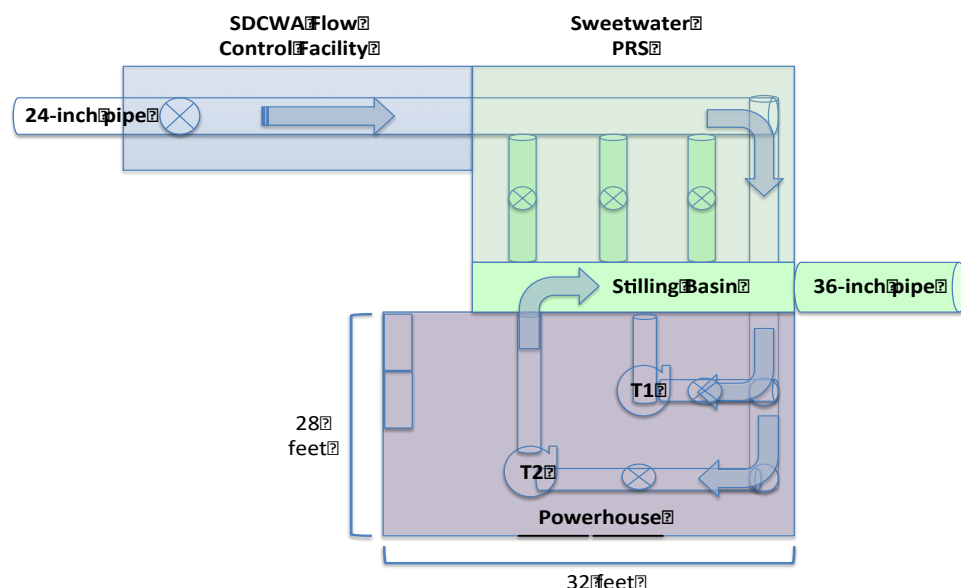 SDCWA Flow
Control Facility
Sweetwater
PRS
24-inch pipe
Stilling Basin
36-inch pipe
T1
28
feet
T2
Powerhouse
32 feet